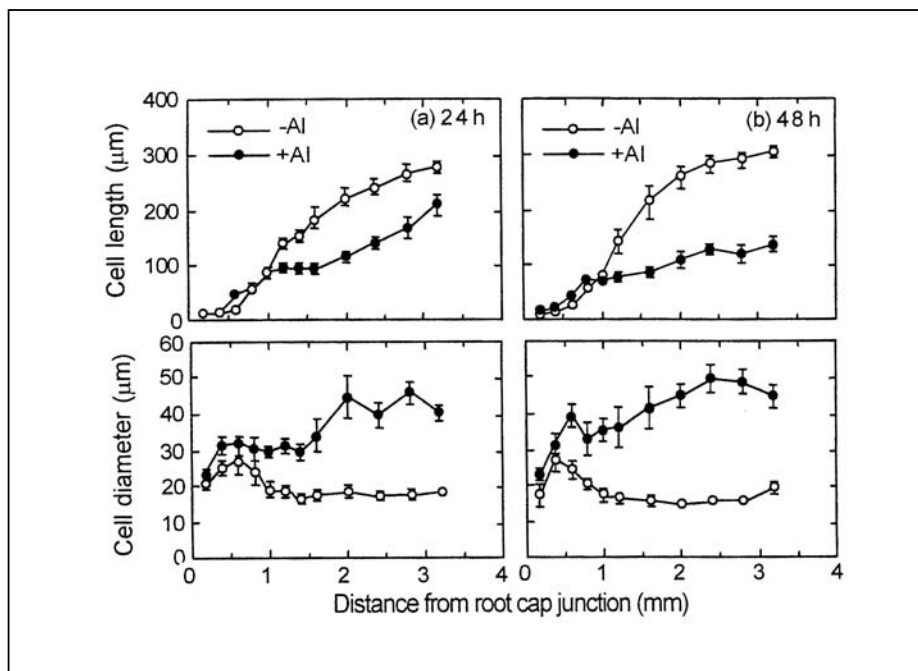 400
300
200
100
0
Cell length (μm)
-Al
+Al
(a) 24 h
-Al
+Al
(b) 48 h
60
50
40
30
20
10
0
Cell diameter (μm)
0 1 2 3 4
0 1 2 3 4
Distance from root cap junction (mm)